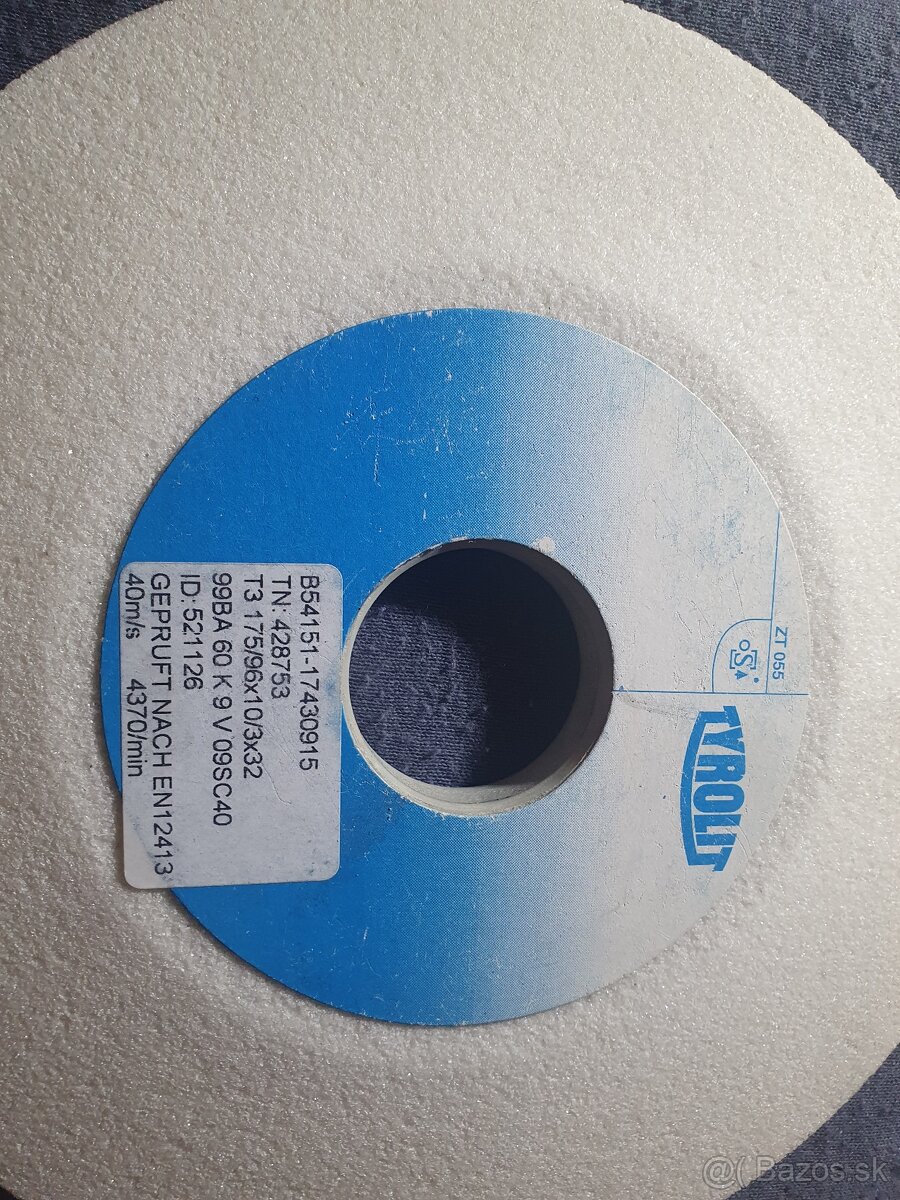 B54151-17430915
TN: 428753
T3 175/96x10/3x32
99BA 60 K 9 V 09SC40
ID: 521126
GEPRUFT NACH EN12413
40m/s 4370/min
ZT 055
oSa
TYROLIT
@( Bazos.sk